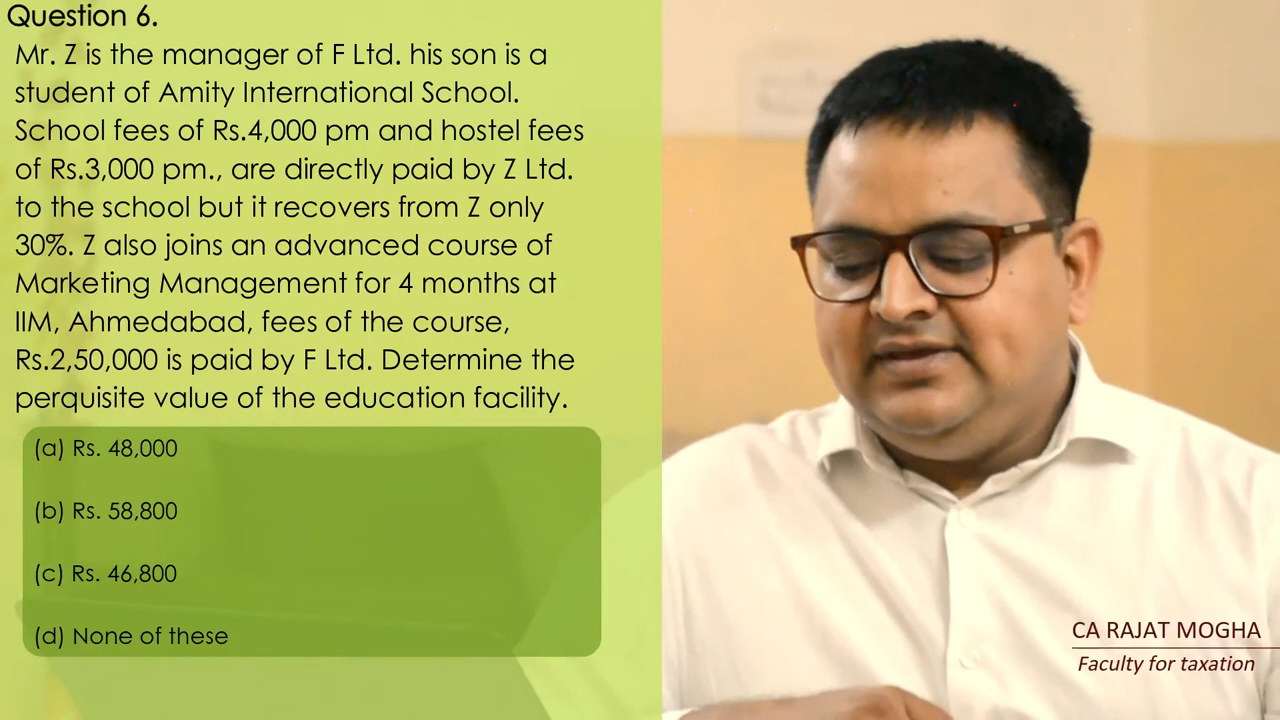 Question 6.
Mr. Z is the manager of F Ltd. his son is a
student of Amity International School.
School fees of Rs.4,000 pm and hostel fees
of Rs.3,000 pm., are directly paid by Z Ltd.
to the school but it recovers from Z only
30%. Z also joins an advanced course of
Marketing Management for 4 months at
IIM, Ahmedabad, fees of the course,
Rs.2,50,000 is paid by F Ltd. Determine the
perquisite value of the education facility.
(a) Rs. 48,000
(b) Rs. 58,800
(c) Rs. 46,800
(d) None of these
CA RAJAT MOGHA
Faculty for taxation